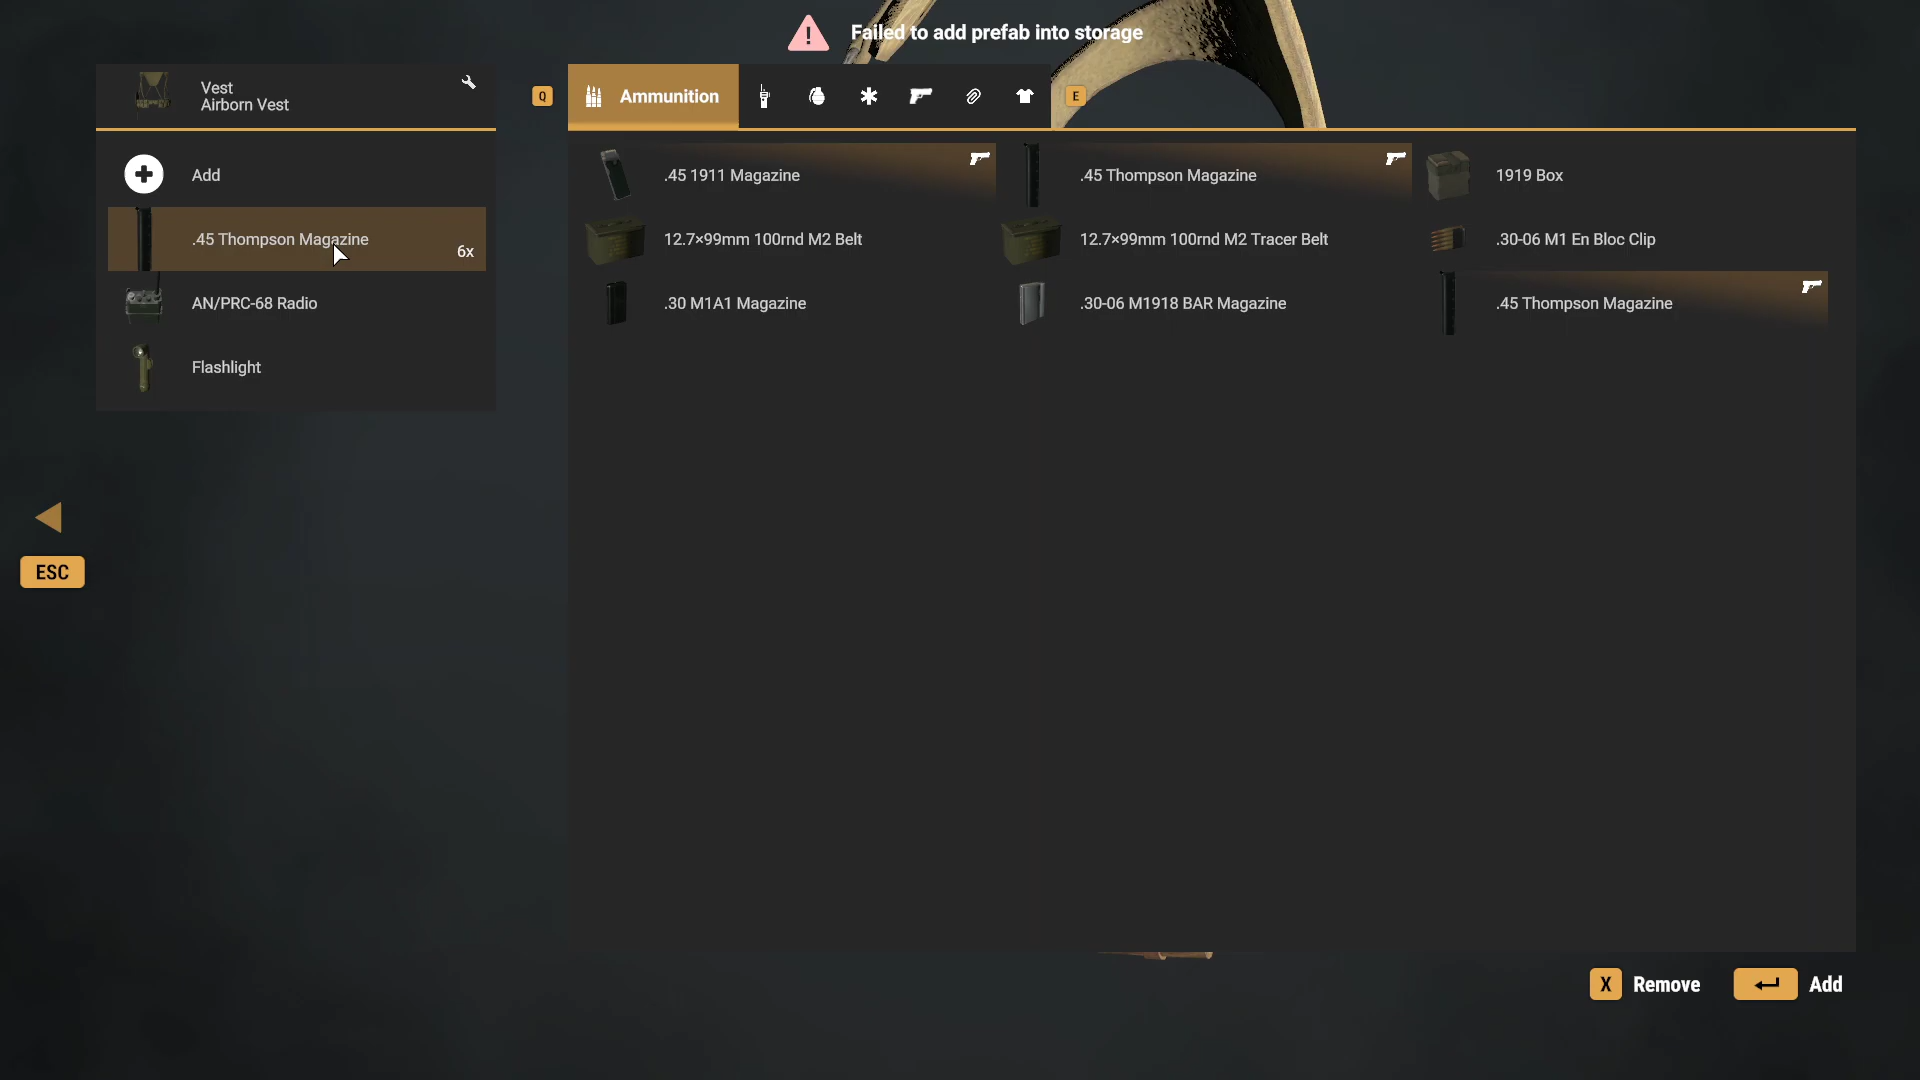 Failed to add prefab into storage
Vest
Airborn Vest
Q
Ammunition
E
Add
.45 Thompson Magazine
6x
AN/PRC-68 Radio
Flashlight
.45 1911 Magazine
.45 Thompson Magazine
1919 Box
12.7×99mm 100rnd M2 Belt
12.7×99mm 100rnd M2 Tracer Belt
.30-06 M1 En Bloc Clip
.30 M1A1 Magazine
.30-06 M1918 BAR Magazine
.45 Thompson Magazine
ESC
X Remove
Add